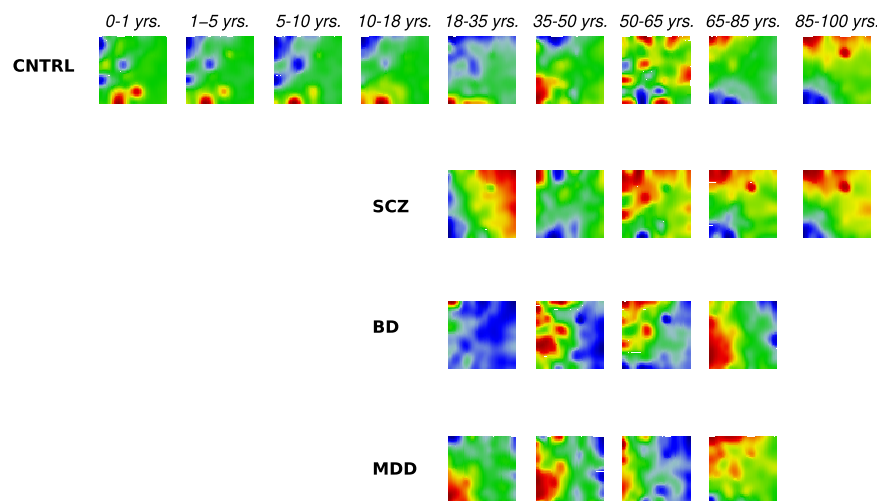 0-1 yrs. 1–5 yrs. 5-10 yrs. 10-18 yrs. 18-35 yrs. 35-50 yrs. 50-65 yrs. 65-85 yrs. 85-100 yrs.
CNTRL
SCZ
BD
MDD